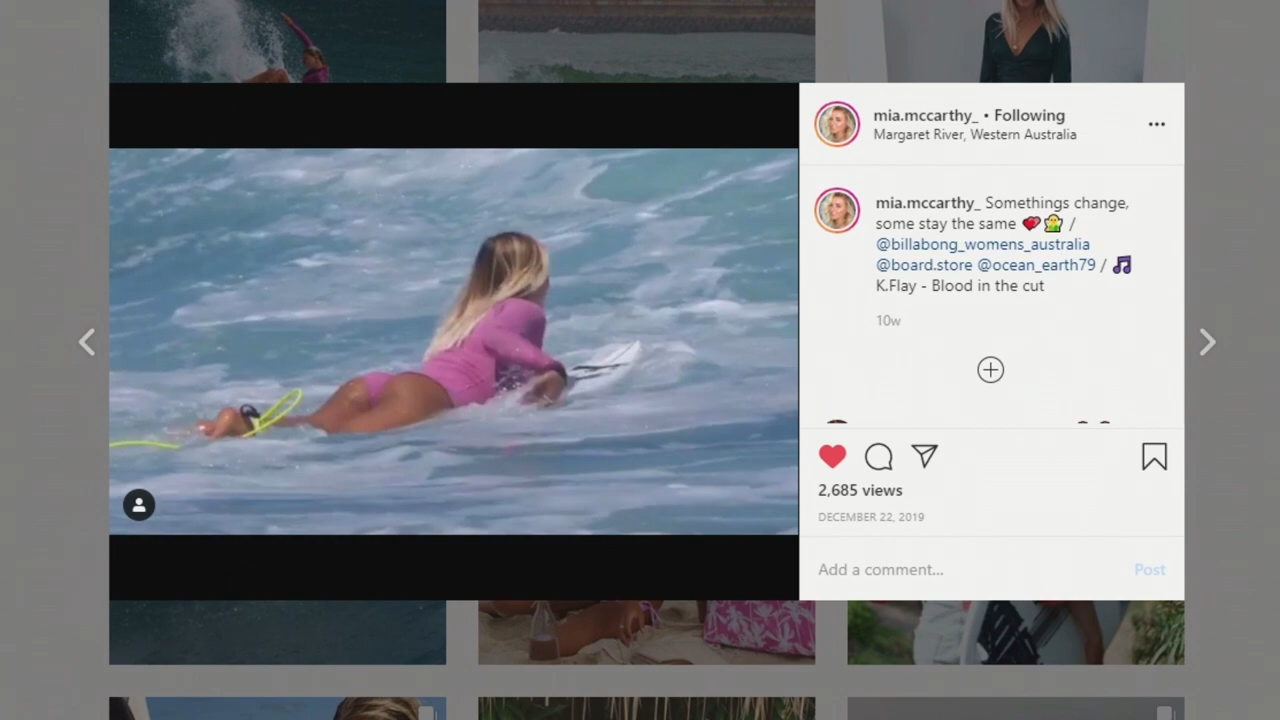 mia.mccarthy_ • Following
Margaret River, Western Australia
mia.mccarthy_ Somethings change,
some stay the same ❤️🤷‍♀️ /
@billabong_womens_australia
@board.store @ocean_earth79 / 🎵
K.Flay - Blood in the cut
10w
2,685 views
DECEMBER 22, 2019
Add a comment...
Post